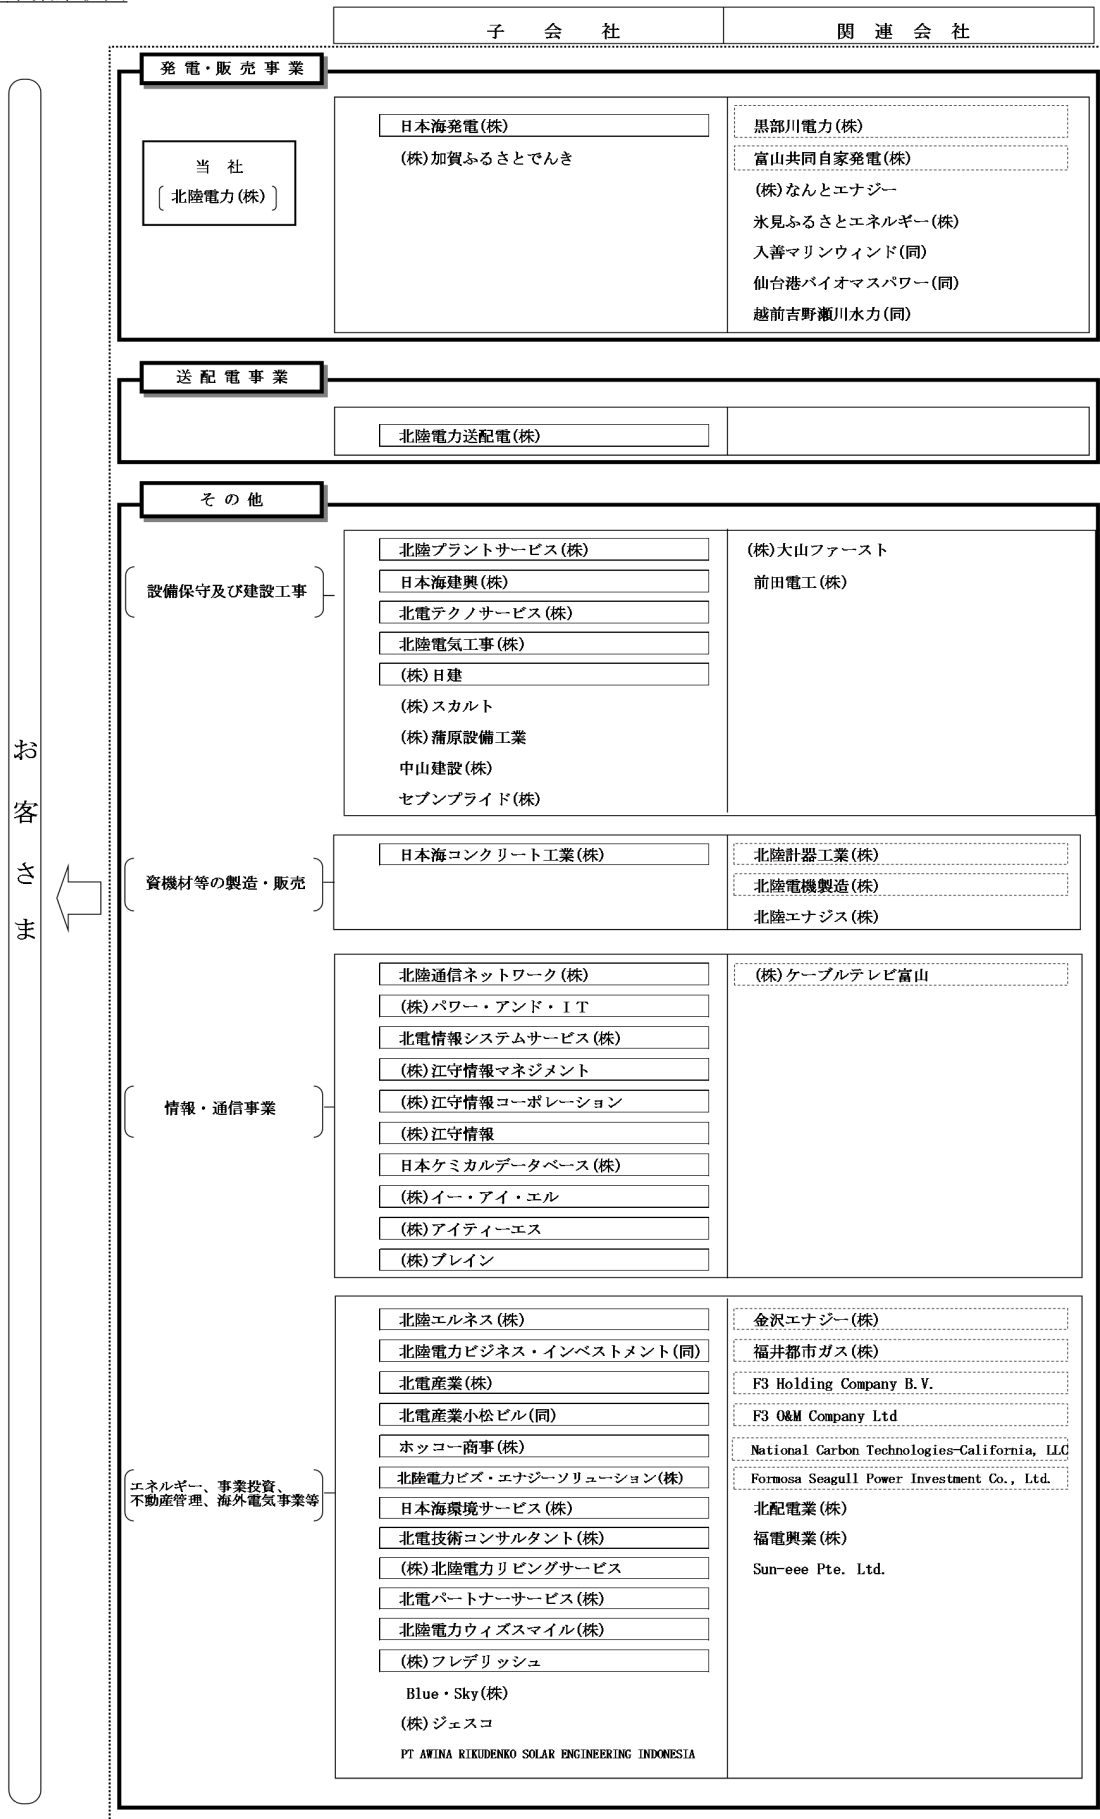 子 会 社
関 連 会 社
発 電・販 売 事 業
当 社
北陸電力(株)
日本海発電(株)
(株)加賀ふるさとでんき
黒部川電力(株)
富山共同自家発電(株)
(株)なんとエナジー
氷見ふるさとエネルギー(株)
入善マリンウィンド(同)
仙台港バイオマスパワー(同)
越前吉野瀬川水力(同)
送 配 電 事 業
北陸電力送配電(株)
そ の 他
設備保守及び建設工事
北陸プラントサービス(株)
日本海建興(株)
北電テクノサービス(株)
北陸電気工事(株)
(株)日建
(株)スカルト
(株)蒲原設備工業
中山建設(株)
セブンプライド(株)
(株)大山ファースト
前田電工(株)
お客さま
資機材等の製造・販売
日本海コンクリート工業(株)
北陸計器工業(株)
北陸電機製造(株)
北陸エナジス(株)
情報・通信事業
北陸通信ネットワーク(株)
(株)パワー・アンド・ＩＴ
北電情報システムサービス(株)
(株)江守情報マネジメント
(株)江守情報コーポレーション
(株)江守情報
日本ケミカルデータベース(株)
(株)イー・アイ・エル
(株)アイティーエス
(株)ブレイン
(株)ケーブルテレビ富山
エネルギー、事業投資、
不動産管理、海外電気事業等
北陸エルネス(株)
北陸電力ビジネス・インベストメント(同)
北電産業(株)
北電産業小松ビル(同)
ホッコー商事(株)
北陸電力ビズ・エナジーソリューション(株)
日本海環境サービス(株)
北電技術コンサルタント(株)
(株)北陸電力リビングサービス
北電パートナーサービス(株)
北陸電力ウィズスマイル(株)
(株)フレデリッシュ
Blue・Sky(株)
(株)ジェスコ
PT AWINA RIKUDENKO SOLAR ENGINEERING INDONESIA
金沢エナジー(株)
福井都市ガス(株)
F3 Holding Company B.V.
F3 O&M Company Ltd
National Carbon Technologies-California, LLC
Formosa Seagull Power Investment Co., Ltd.
北配電業(株)
福電興業(株)
Sun-eee Pte. Ltd.